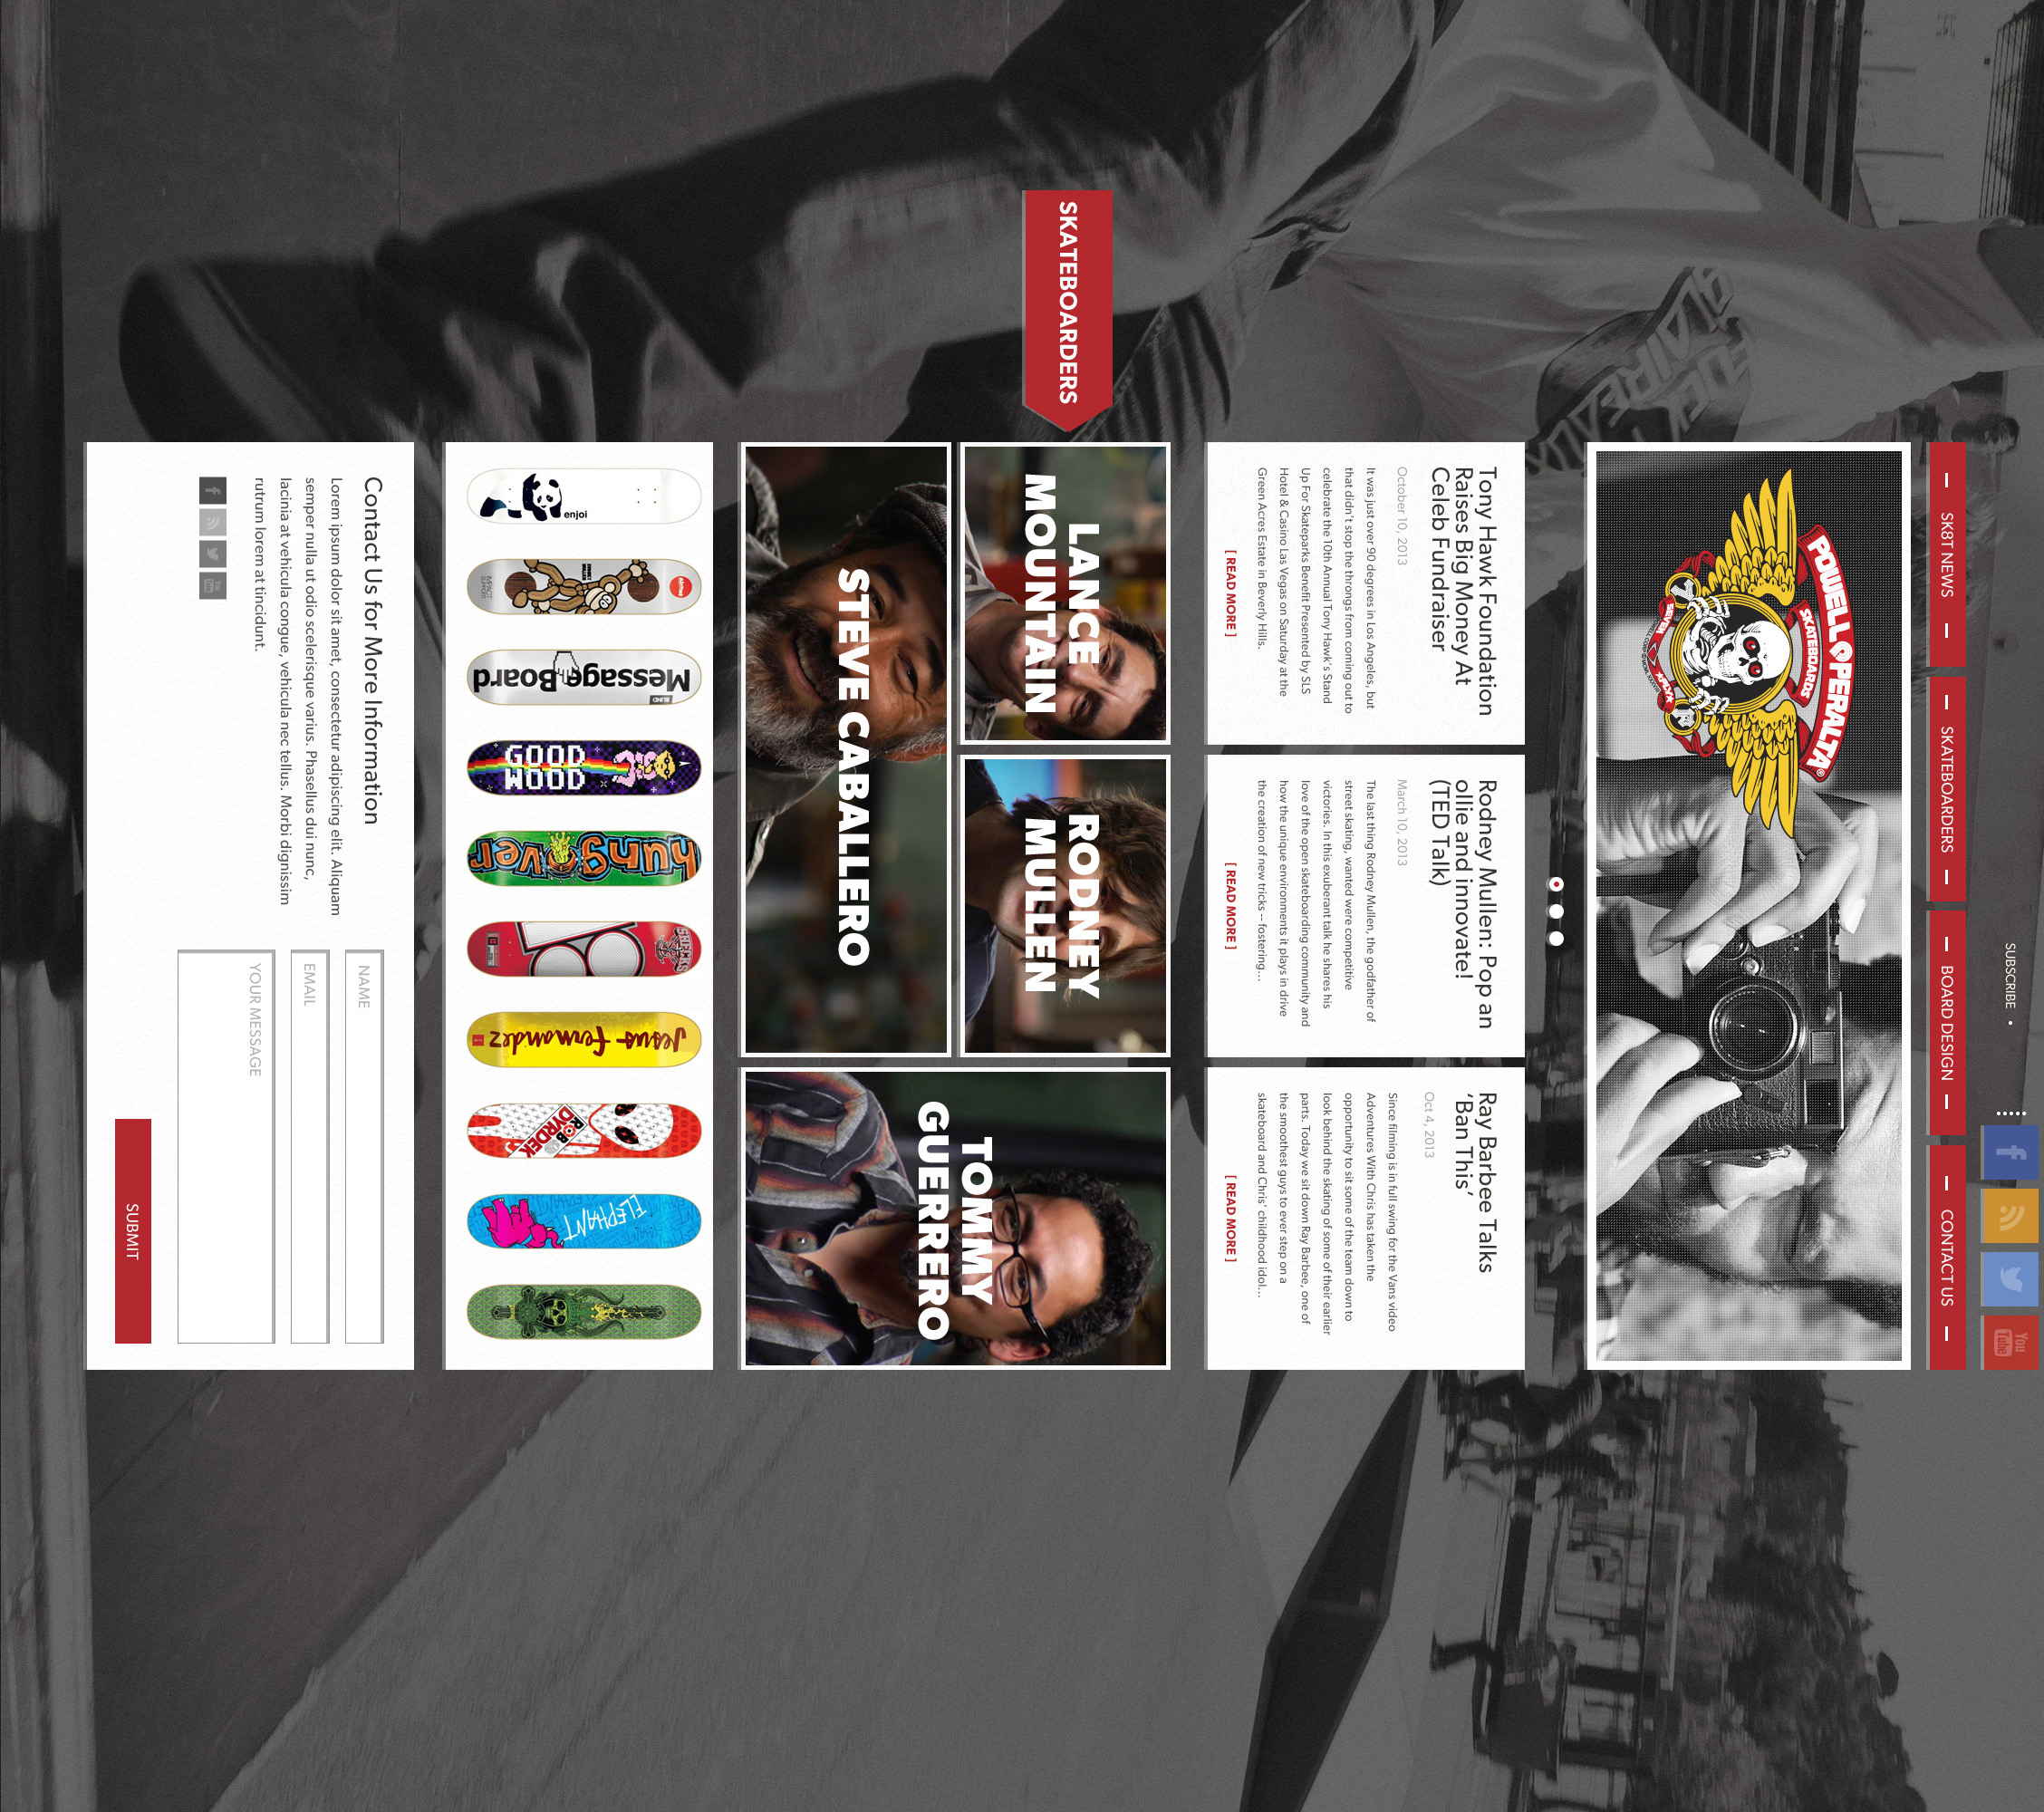 SUBSCRIBE •
You
Tube
SK8T NEWS
SKATEBOARDERS
BOARD DESIGN
CONTACT US
POWELL PERALTA
SKATEBOARDS
Tony Hawk Foundation
Raises Big Money At
Celeb Fundraiser
October 10, 2013
It was just over 90 degrees in Los Angeles, but
that didn't stop the throngs from coming out to
celebrate the 10th Annual Tony Hawk's Stand
Up For Skateparks Benefit Presented by SLS
Hotel & Casino Las Vegas on Saturday at the
Green Acres Estate in Beverly Hills.
[ READ MORE ]
Rodney Mullen: Pop an
ollie and innovate!
(TED Talk)
March 10, 2013
The last thing Rodney Mullen, the godfather of
street skating, wanted were competitive
victories. In this exuberant talk he shares his
love of the open skateboarding community and
how the unique environments it plays in drive
the creation of new tricks -- fostering...
[ READ MORE ]
Ray Barbee Talks
'Ban This'
Oct 4, 2013
Since filming is in full swing for the Vans video
Adventures With Chris has taken the
opportunity to sit some of the team down to
look behind the skating of some of their earlier
parts. Today we sit down Ray Barbee, one of
the smoothest guys to ever step on a
skateboard and Chris' childhood idol...
[ READ MORE ]
SKATEBOARDERS
LANCE
MOUNTAIN
RODNEY
MULLEN
STEVE CABALLERO
TOMMY
GUERRERO
enjoi
Almost
IMPACT
SUPPORT
Message Board
BLIND
GOOD
WOOD
hungover
SHECKS
Jesus Fernandez
ROB
DYRDEK
ELEPHANT
Contact Us for More Information
Lorem ipsum dolor sit amet, consectetur adipiscing elit. Aliquam
semper nulla ut odio scelerisque varius. Phasellus dui nunc,
lacinia at vehicula congue, vehicula nec tellus. Morbi dignissim
rutrum lorem at tincidunt.
NAME
EMAIL
YOUR MESSAGE
SUBMIT